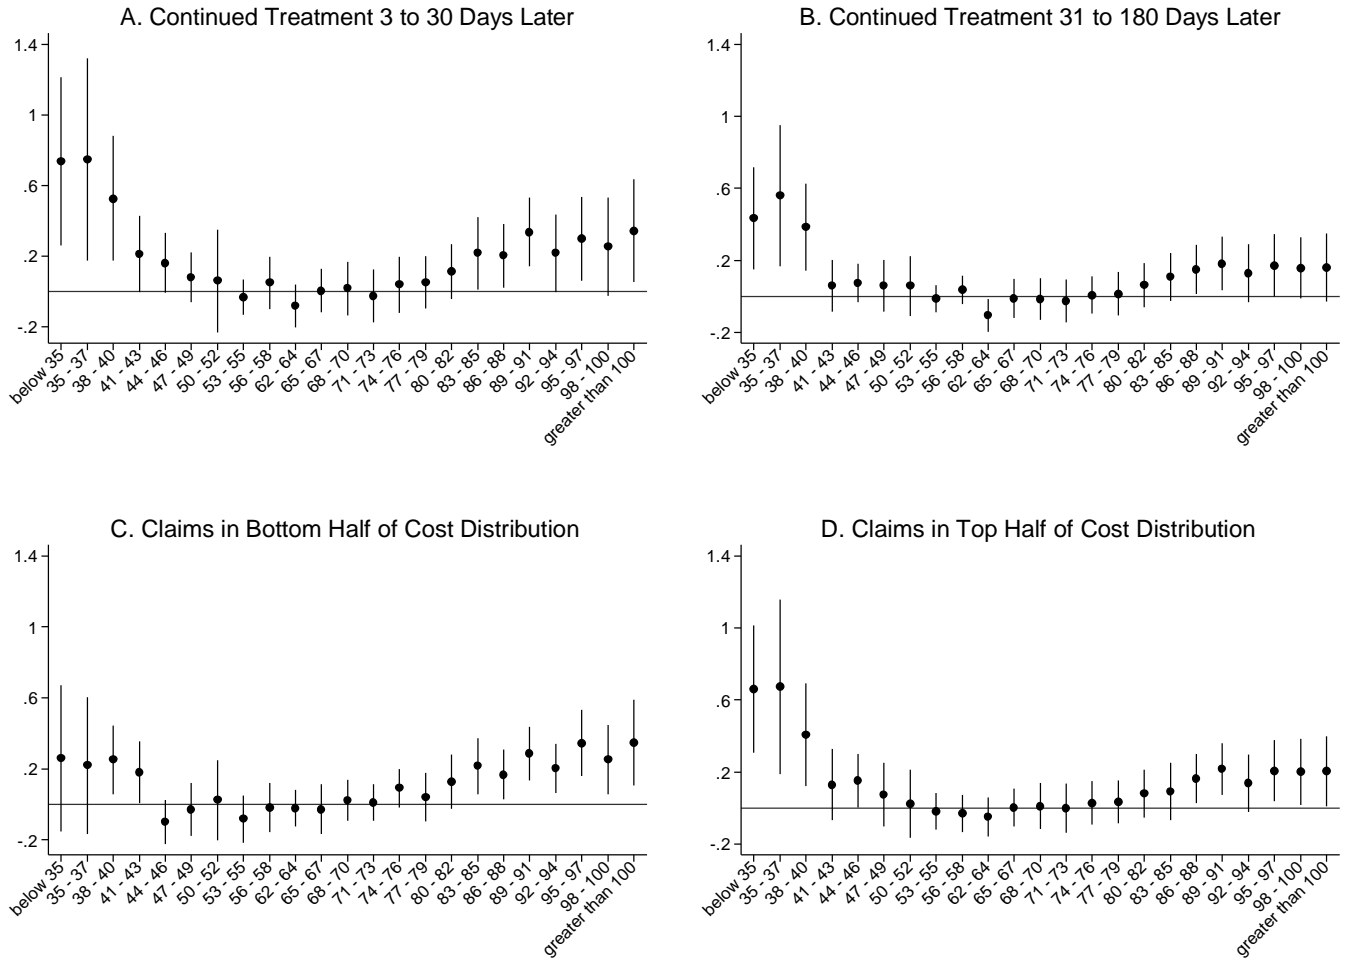 A. Continued Treatment 3 to 30 Days Later
1.4
1
.6
.2
-.2
below 35
35 - 37
38 - 40
41 - 43
44 - 46
47 - 49
50 - 52
53 - 55
56 - 58
62 - 64
65 - 67
68 - 70
71 - 73
74 - 76
77 - 79
80 - 82
83 - 85
86 - 88
89 - 91
92 - 94
95 - 97
98 - 100
greater than 100
B. Continued Treatment 31 to 180 Days Later
1.4
1
.6
.2
-.2
below 35
35 - 37
38 - 40
41 - 43
44 - 46
47 - 49
50 - 52
53 - 55
56 - 58
62 - 64
65 - 67
68 - 70
71 - 73
74 - 76
77 - 79
80 - 82
83 - 85
86 - 88
89 - 91
92 - 94
95 - 97
98 - 100
greater than 100
C. Claims in Bottom Half of Cost Distribution
1.4
1
.6
.2
-.2
below 35
35 - 37
38 - 40
41 - 43
44 - 46
47 - 49
50 - 52
53 - 55
56 - 58
62 - 64
65 - 67
68 - 70
71 - 73
74 - 76
77 - 79
80 - 82
83 - 85
86 - 88
89 - 91
92 - 94
95 - 97
98 - 100
greater than 100
D. Claims in Top Half of Cost Distribution
1.4
1
.6
.2
-.2
below 35
35 - 37
38 - 40
41 - 43
44 - 46
47 - 49
50 - 52
53 - 55
56 - 58
62 - 64
65 - 67
68 - 70
71 - 73
74 - 76
77 - 79
80 - 82
83 - 85
86 - 88
89 - 91
92 - 94
95 - 97
98 - 100
greater than 100